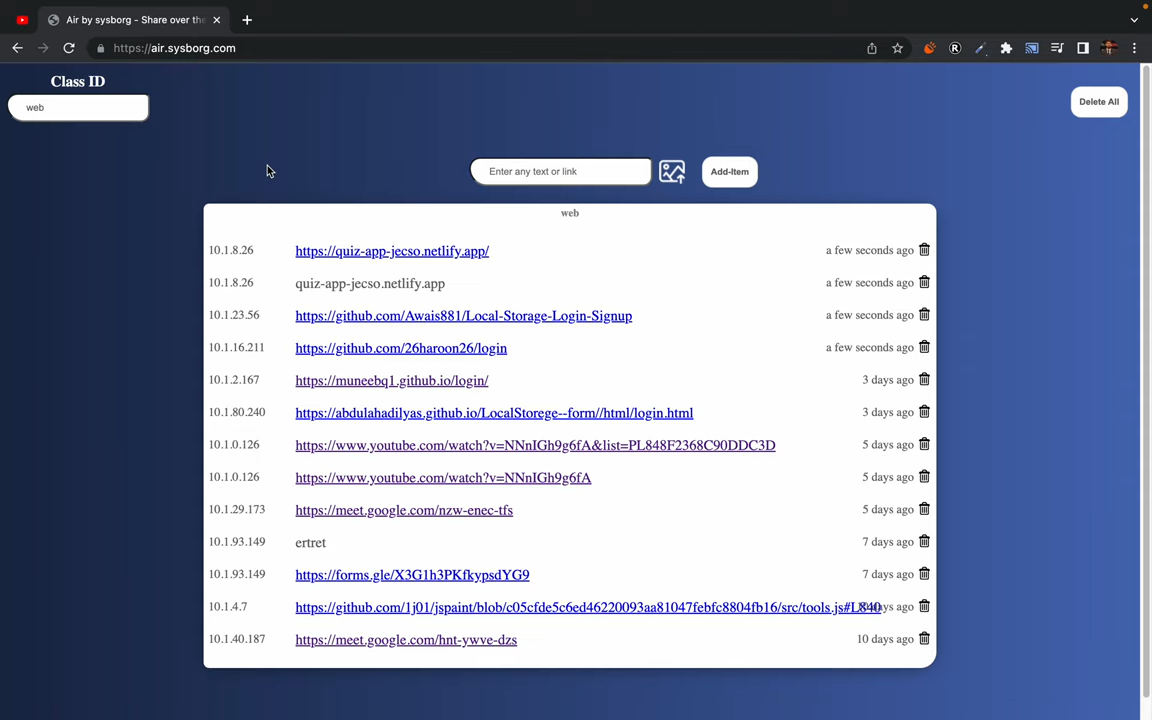 Air by sysborg - Share over the
https://air.sysborg.com
Class ID
web
Delete All
Enter any text or link
Add-Item
web
10.1.8.26 https://quiz-app-jecso.netlify.app/ a few seconds ago
10.1.8.26 quiz-app-jecso.netlify.app a few seconds ago
10.1.23.56 https://github.com/Awais881/Local-Storage-Login-Signup a few seconds ago
10.1.16.211 https://github.com/26haroon26/login a few seconds ago
10.1.2.167 https://muneebq1.github.io/login/ 3 days ago
10.1.80.240 https://abdulahadilyas.github.io/LocalStorege--form//html/login.html 3 days ago
10.1.0.126 https://www.youtube.com/watch?v=NNnIGh9g6fA&list=PL848F2368C90DDC3D 5 days ago
10.1.0.126 https://www.youtube.com/watch?v=NNnIGh9g6fA 5 days ago
10.1.29.173 https://meet.google.com/nzw-enec-tfs 5 days ago
10.1.93.149 ertret 7 days ago
10.1.93.149 https://forms.gle/X3G1h3PKfkypsdYG9 7 days ago
10.1.4.7 https://github.com/1j01/jspaint/blob/c05cfde5c6ed46220093aa81047febfc8804fb16/src/tools.js#L840 days ago
10.1.40.187 https://meet.google.com/hnt-ywve-dzs 10 days ago